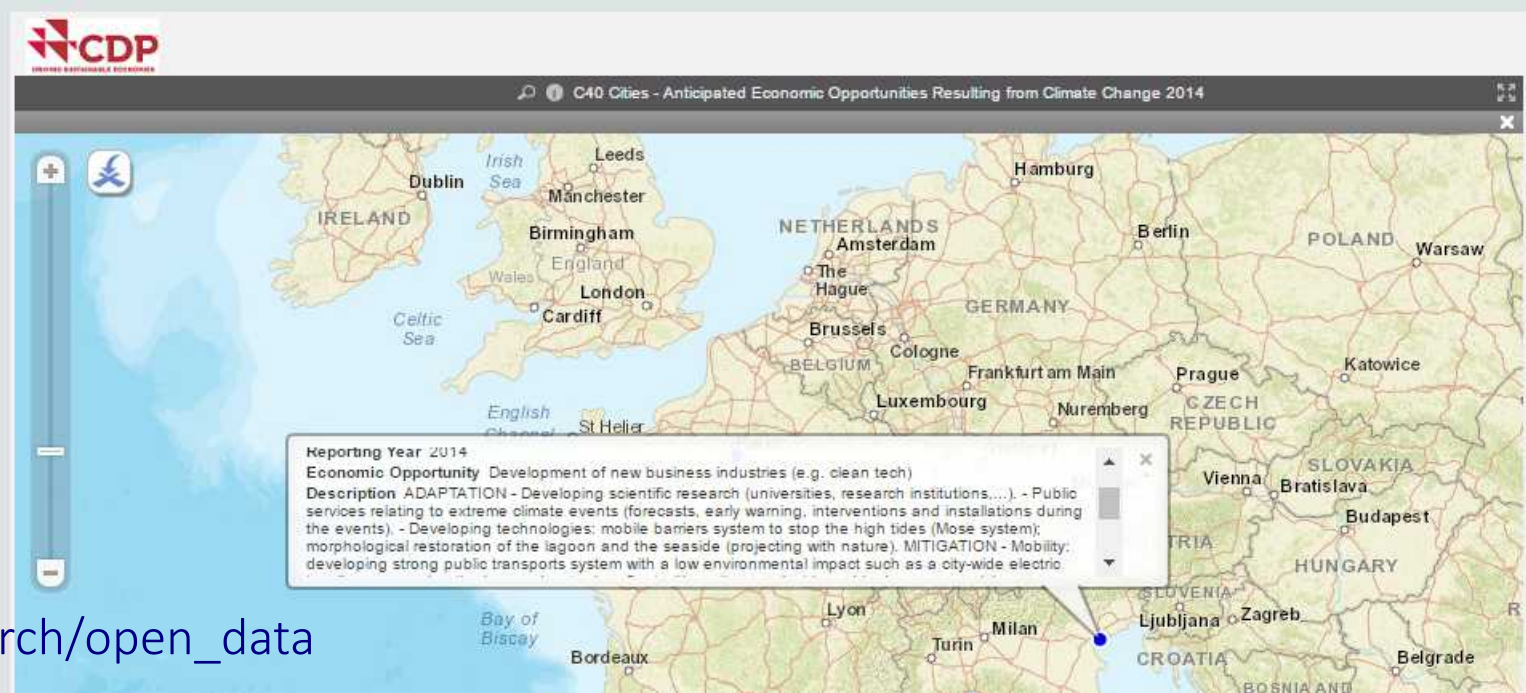 CDP
C40 Cities - Anticipated Economic Opportunities Resulting from Climate Change 2014
Irish
Sea
Leeds
Dublin
Manchester
Hamburg
IRELAND
Birmingham
NETHERLANDS
Amsterdam
Berlin
POLAND
Warsaw
England
Wales
The
Hague
London
Cardiff
GERMANY
Celtic
Sea
Brussels
Cologne
BELGIUM
Frankfurt am Main
Prague
Katowice
Luxembourg
Nuremberg
CZECH
REPUBLIC
English
Channel
St Helier
Reporting Year 2014
Economic Opportunity Development of new business industries (e.g. clean tech)
Description ADAPTATION - Developing scientific research (universities, research institutions,...). - Public
services relating to extreme climate events (forecasts, early warning, interventions and installations during
the events). - Developing technologies: mobile barriers system to stop the high tides (Mose system);
morphological restoration of the lagoon and the seaside (projecting with nature). MITIGATION - Mobility:
developing strong public transports system with a low environmental impact such as a city-wide electric
SLOVAKIA
Vienna
Bratislava
Budapest
TRIA
HUNGARY
SLOVENIA
Ljubljana
Zagreb
Lyon
Milan
Turin
Bay of
Biscay
Bordeaux
CROATIA
Belgrade
BOSNIA AND
R
rch/open_data